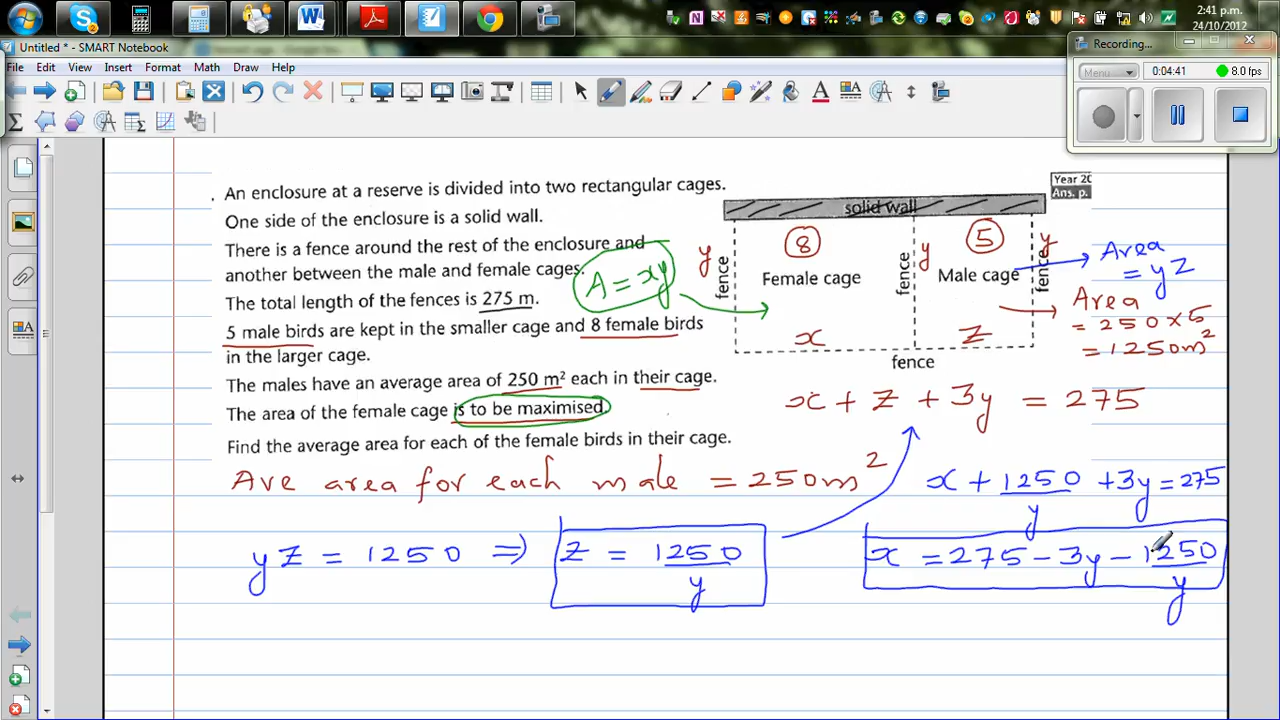 2:41 p.m.
24/10/2012
Untitled * - SMART Notebook
Recording...
File Edit View Insert Format Math Draw Help
Menu
0:04:41
8.0 fps
An enclosure at a reserve is divided into two rectangular cages.
One side of the enclosure is a solid wall.
There is a fence around the rest of the enclosure and
another between the male and female cages.
The total length of the fences is 275 m.
5 male birds are kept in the smaller cage and 8 female birds
in the larger cage.
The males have an average area of 250 m² each in their cage.
The area of the female cage is to be maximised.
Find the average area for each of the female birds in their cage.
A = xy
Year 20
Ans. p.
solid wall
8
5
y
y
y
fence
Female cage
fence
Male cage
fence
x
z
fence
Area
= yz
Area
= 250 × 5
= 1250m²
x + z + 3y = 275
Ave area for each male = 250m²
x + 1250/y + 3y = 275
yz = 1250 ⇒ z = 1250/y
x = 275 - 3y - 1250/y